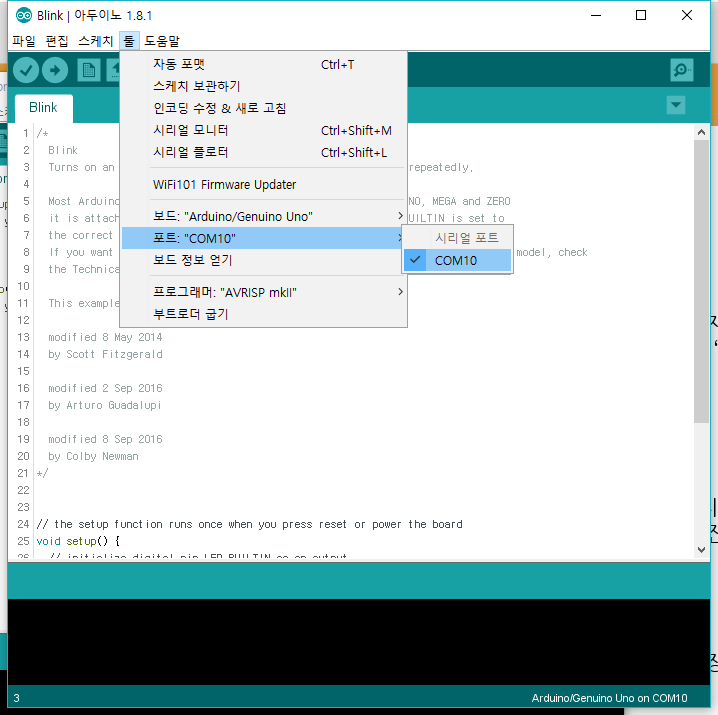 Blink | 아두이노 1.8.1
파일 편집 스케치 툴 도움말
자동 포맷 Ctrl+T
스케치 보관하기
인코딩 수정 & 새로 고침
시리얼 모니터 Ctrl+Shift+M
시리얼 플로터 Ctrl+Shift+L
WiFi101 Firmware Updater
보드: "Arduino/Genuino Uno"
포트: "COM10"
보드 정보 얻기
프로그래머: "AVRISP mkII"
부트로더 굽기
시리얼 포트
COM10
Blink
1 /*
2 Blink
3 Turns on an repeatedly.
4
5 Most Arduino NO, MEGA and ZERO
6 it is attach UILTIN is set to
7 the correct
8 If you want model, check
9 the Technica
10
11 This example
12
13 modified 8 May 2014
14 by Scott Fitzgerald
15
16 modified 2 Sep 2016
17 by Arturo Guadalupi
18
19 modified 8 Sep 2016
20 by Colby Newman
21 */
22
23
24 // the setup function runs once when you press reset or power the board
25 void setup() {
26 // initialize digital pin LED_BUILTIN as an output.
3 Arduino/Genuino Uno on COM10